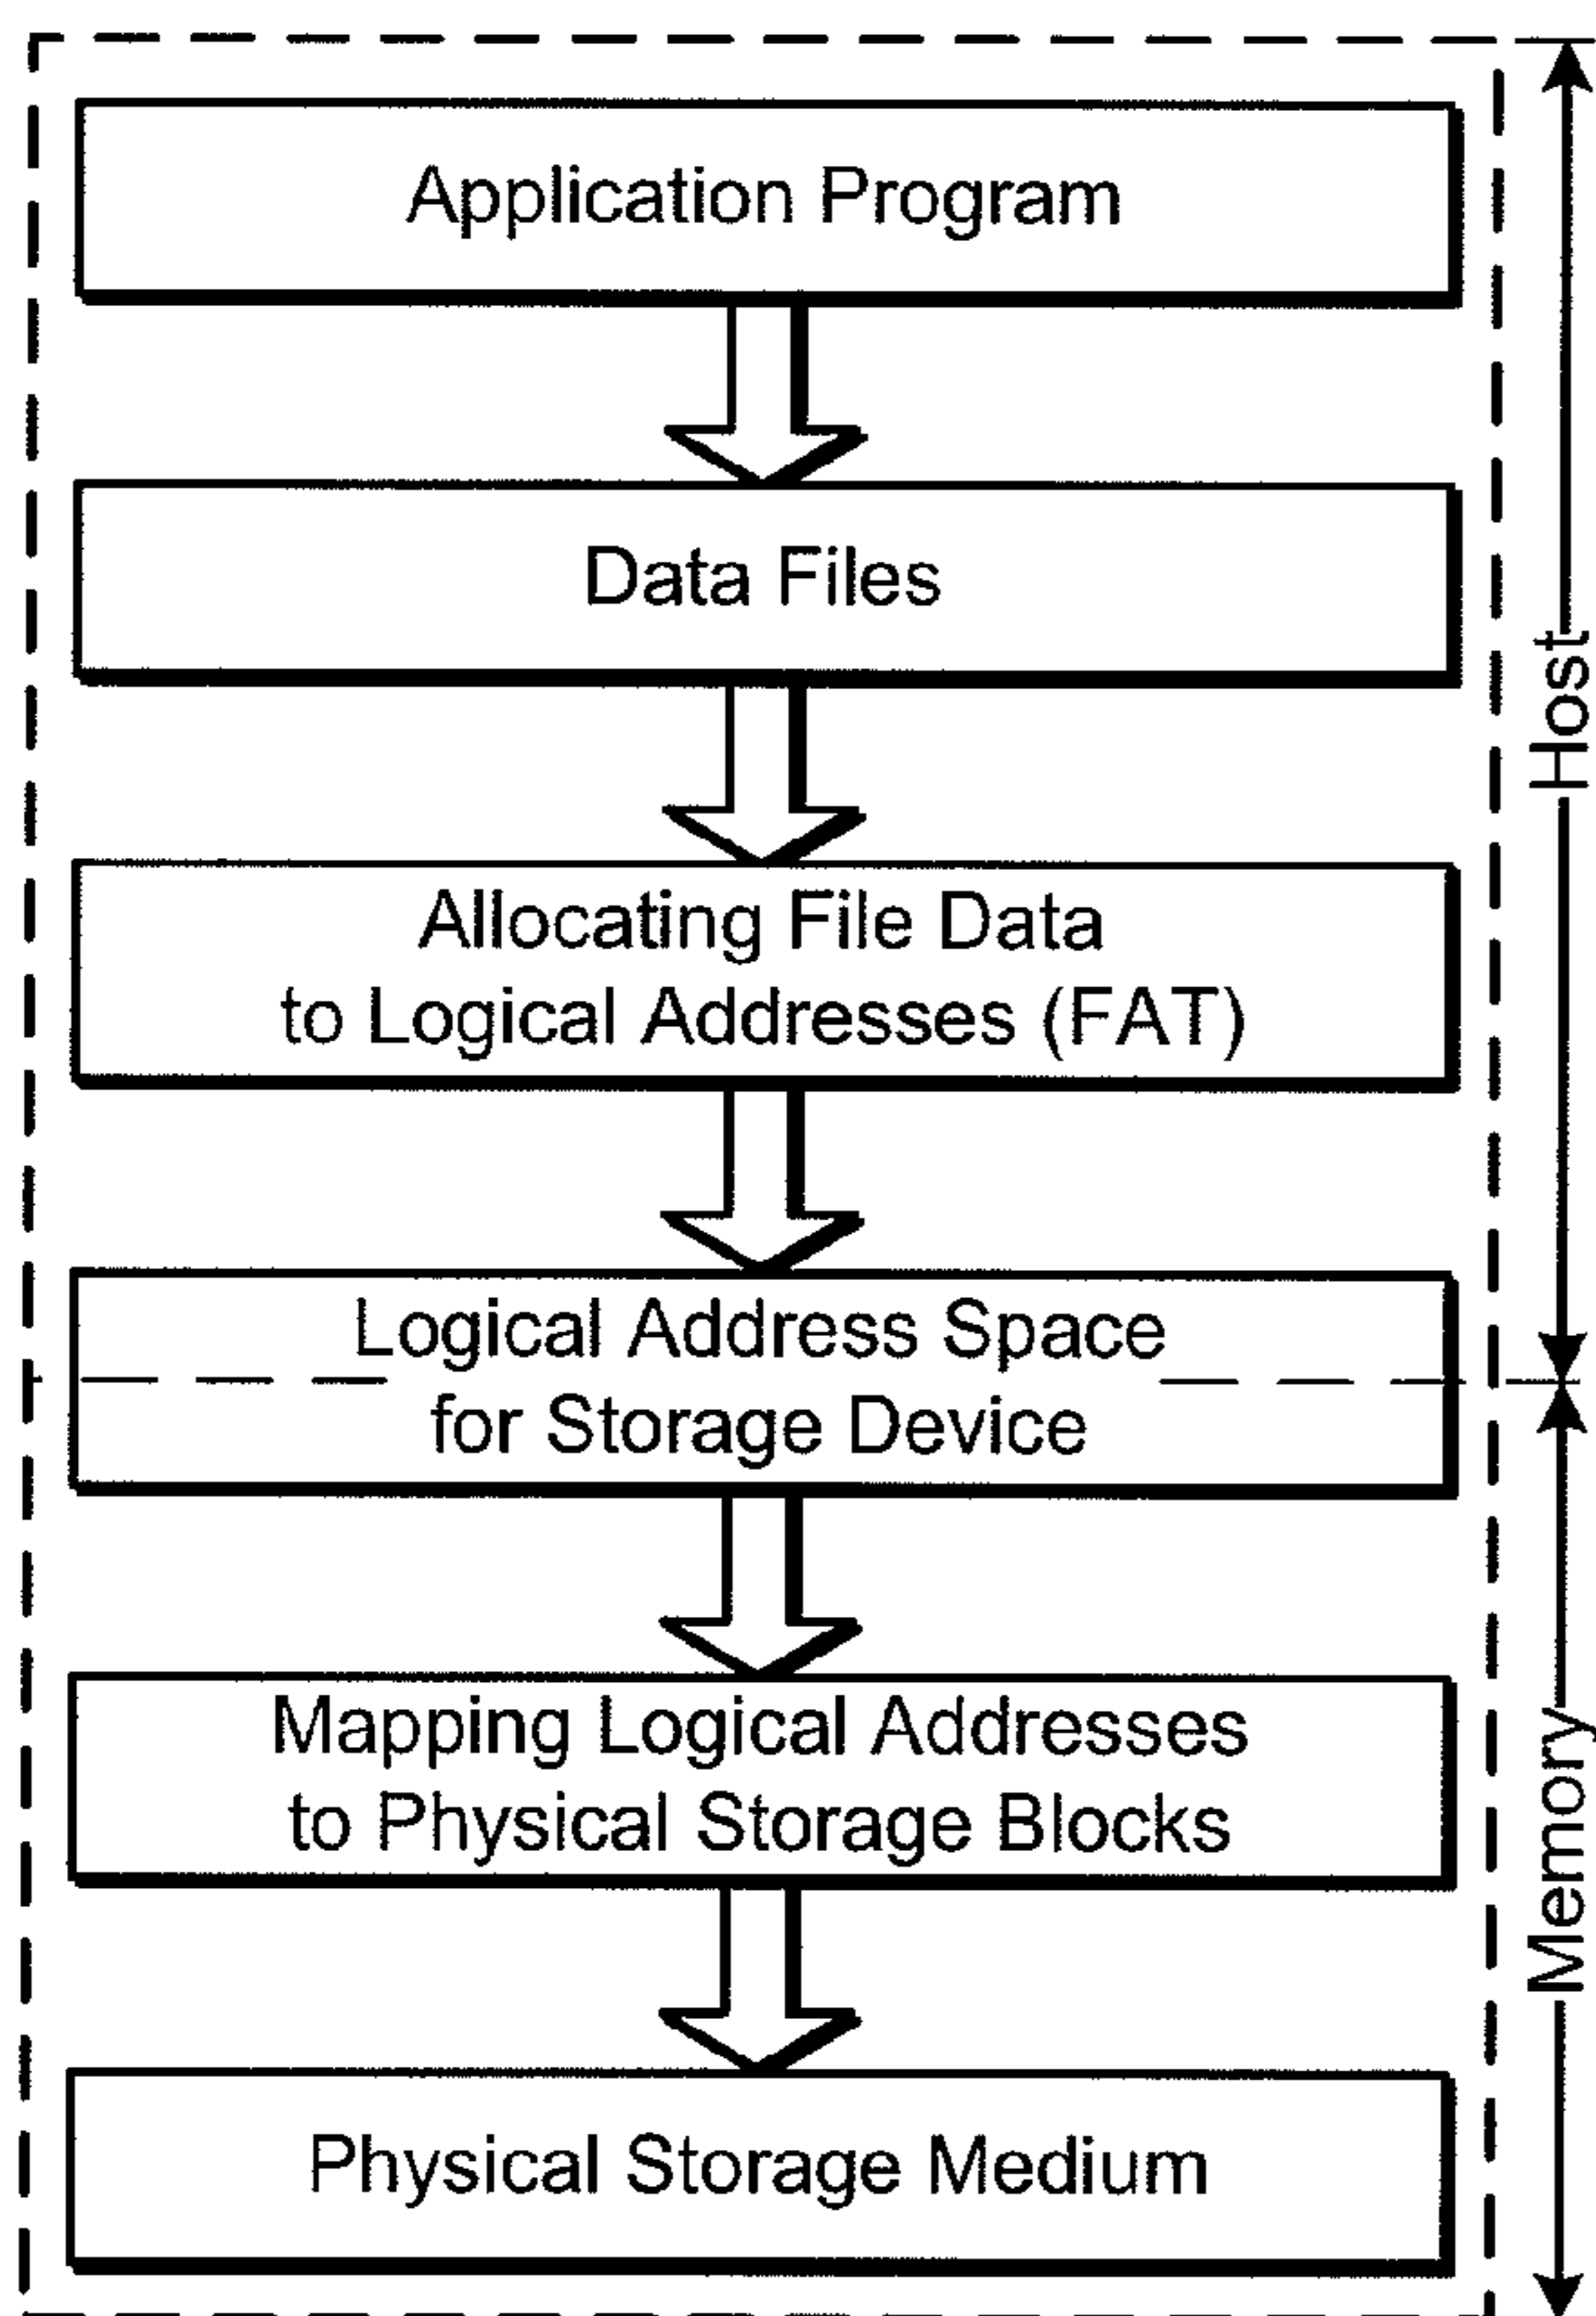 Application Program
Data Files
Allocating File Data
to Logical Addresses (FAT)
Logical Address Space
for Storage Device
Mapping Logical Addresses
to Physical Storage Blocks
Physical Storage Medium
Host
Memory